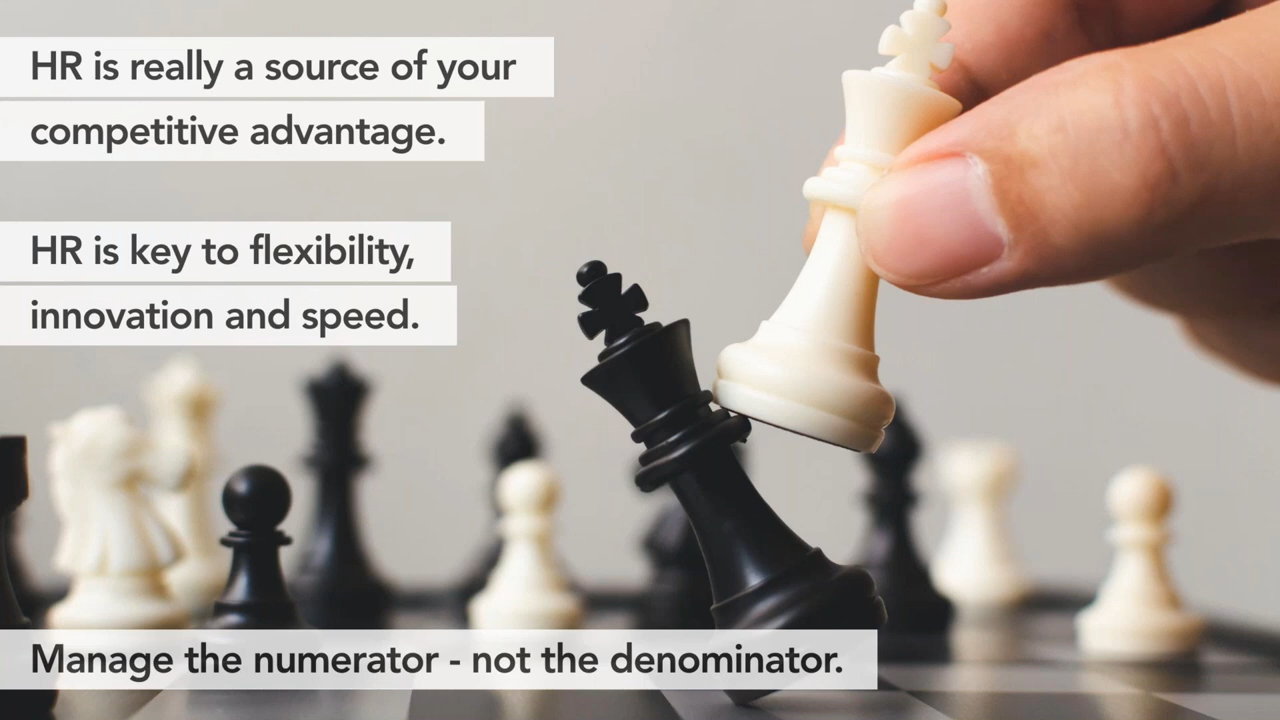 HR is really a source of your
competitive advantage.
HR is key to flexibility,
innovation and speed.
Manage the numerator - not the denominator.